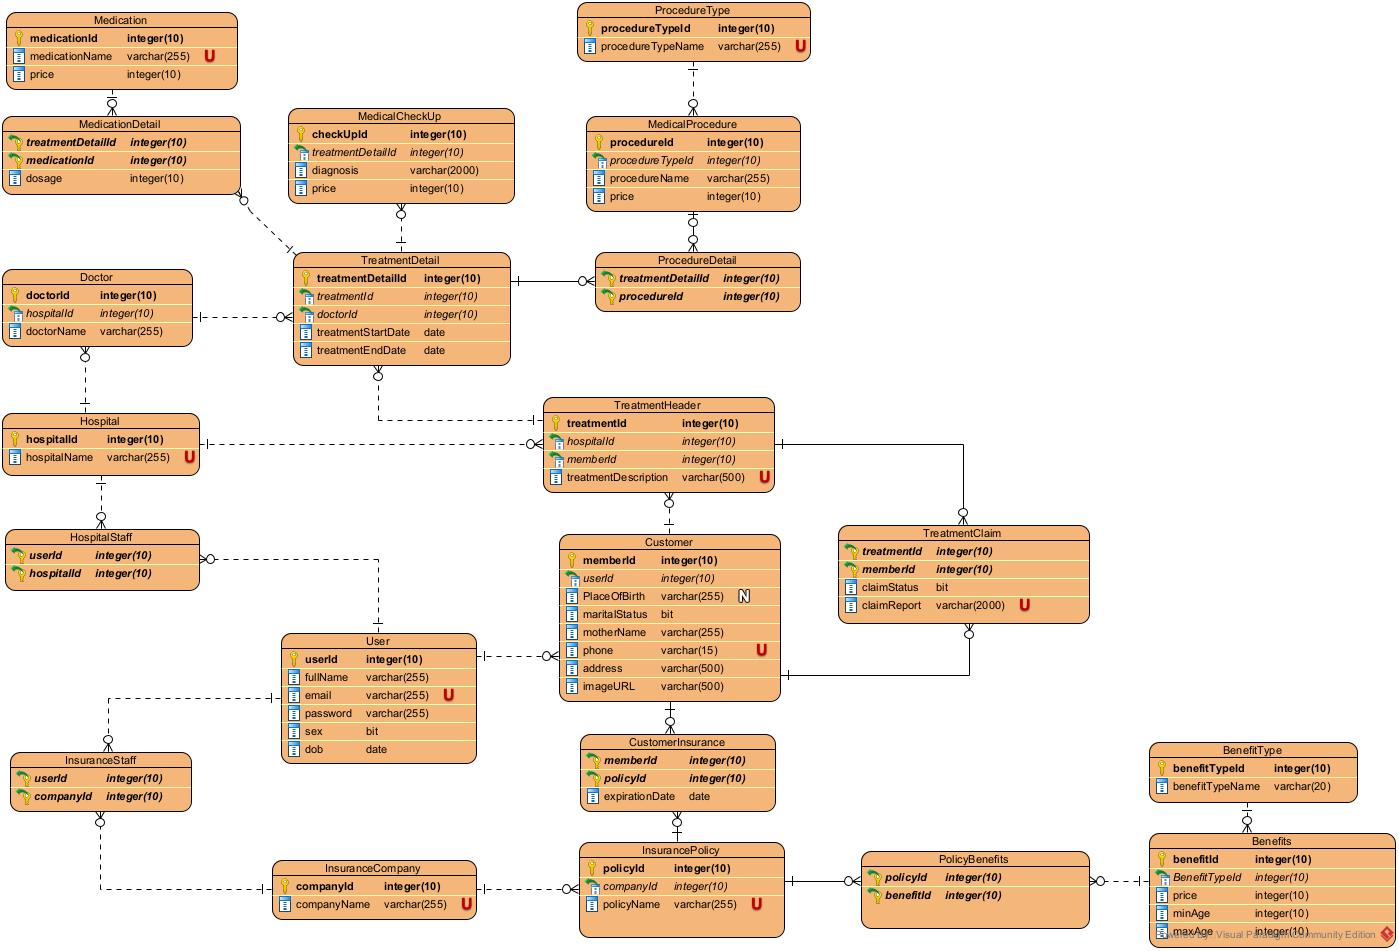 Medication
medicationId integer(10)
medicationName varchar(255) U
price integer(10)
ProcedureType
procedureTypeId integer(10)
procedureTypeName varchar(255) U
MedicationDetail
treatmentDetailId integer(10)
medicationId integer(10)
dosage integer(10)
MedicalCheckUp
checkUpId integer(10)
treatmentDetailId integer(10)
diagnosis varchar(2000)
price integer(10)
MedicalProcedure
procedureId integer(10)
procedureTypeId integer(10)
procedureName varchar(255)
price integer(10)
Doctor
doctorId integer(10)
hospitalId integer(10)
doctorName varchar(255)
TreatmentDetail
treatmentDetailId integer(10)
treatmentId integer(10)
doctorId integer(10)
treatmentStartDate date
treatmentEndDate date
ProcedureDetail
treatmentDetailId integer(10)
procedureId integer(10)
Hospital
hospitalId integer(10)
hospitalName varchar(255) U
TreatmentHeader
treatmentId integer(10)
hospitalId integer(10)
memberId integer(10)
treatmentDescription varchar(500) U
HospitalStaff
userId integer(10)
hospitalId integer(10)
Customer
memberId integer(10)
userId integer(10)
PlaceOfBirth varchar(255) N
maritalStatus bit
motherName varchar(255)
phone varchar(15) U
address varchar(500)
imageURL varchar(500)
TreatmentClaim
treatmentId integer(10)
memberId integer(10)
claimStatus bit
claimReport varchar(2000) U
User
userId integer(10)
fullName varchar(255)
email varchar(255) U
password varchar(255)
sex bit
dob date
InsuranceStaff
userId integer(10)
companyId integer(10)
CustomerInsurance
memberId integer(10)
policyId integer(10)
expirationDate date
BenefitType
benefitTypeId integer(10)
benefitTypeName varchar(20)
InsuranceCompany
companyId integer(10)
companyName varchar(255) U
InsurancePolicy
policyId integer(10)
companyId integer(10)
policyName varchar(255) U
PolicyBenefits
policyId integer(10)
benefitId integer(10)
Benefits
benefitId integer(10)
BenefitTypeId integer(10)
price integer(10)
minAge integer(10)
maxAge integer(10)
Visual Paradigm Community Edition